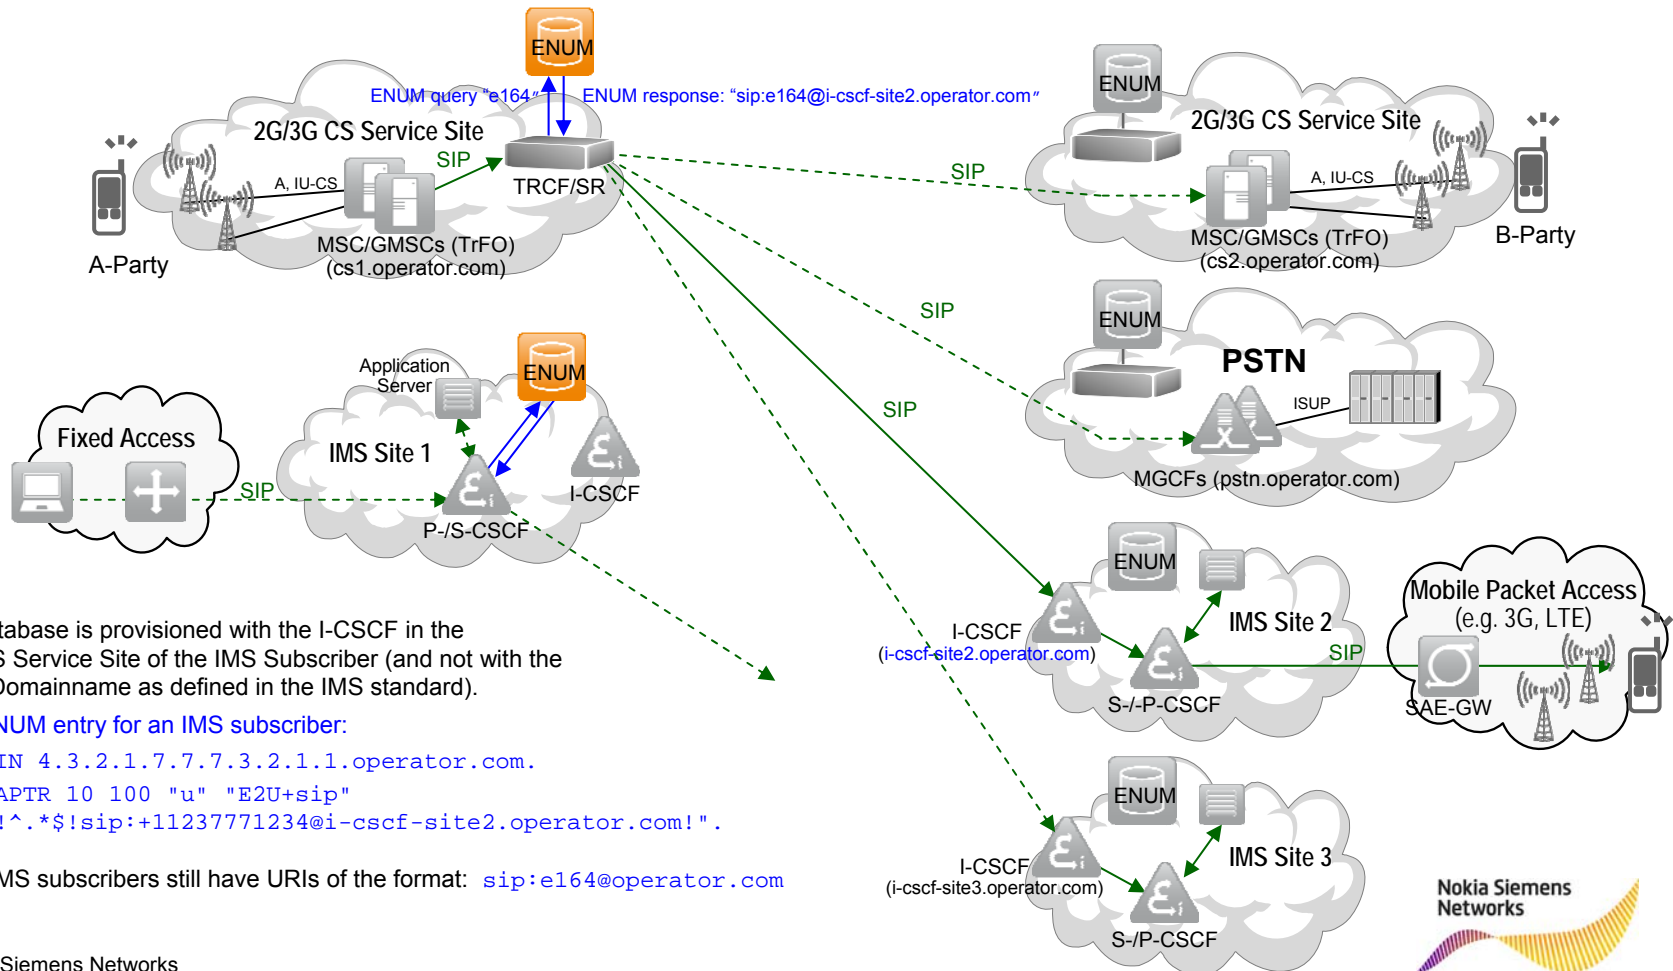 ENUM
ENUM query “e164”
ENUM response: “sip:e164@i-cscf-site2.operator.com”
2G/3G CS Service Site
SIP
TRCF/SR
A, IU-CS
MSC/GMSCs (TrFO)
(cs1.operator.com)
A-Party
ENUM
2G/3G CS Service Site
SIP
A, IU-CS
MSC/GMSCs (TrFO)
(cs2.operator.com)
B-Party
SIP
ENUM
PSTN
ISUP
MGCFs (pstn.operator.com)
SIP
Application
Server
ENUM
Fixed Access
IMS Site 1
SIP
I-CSCF
P-/S-CSCF
ENUM
I-CSCF
(i-cscf-site2.operator.com)
IMS Site 2
S-/-P-CSCF
SIP
Mobile Packet Access
(e.g. 3G, LTE)
SAE-GW
ENUM
I-CSCF
(i-cscf-site3.operator.com)
IMS Site 3
S-/P-CSCF
tabase is provisioned with the I-CSCF in the
S Service Site of the IMS Subscriber (and not with the
Domainname as defined in the IMS standard).
NUM entry for an IMS subscriber:
IN 4.3.2.1.7.7.7.3.2.1.1.operator.com.
APTR 10 100 "u" "E2U+sip"
!^.*$!sip:+11237771234@i-cscf-site2.operator.com!".
MS subscribers still have URIs of the format: sip:e164@operator.com
Siemens Networks
Nokia Siemens
Networks